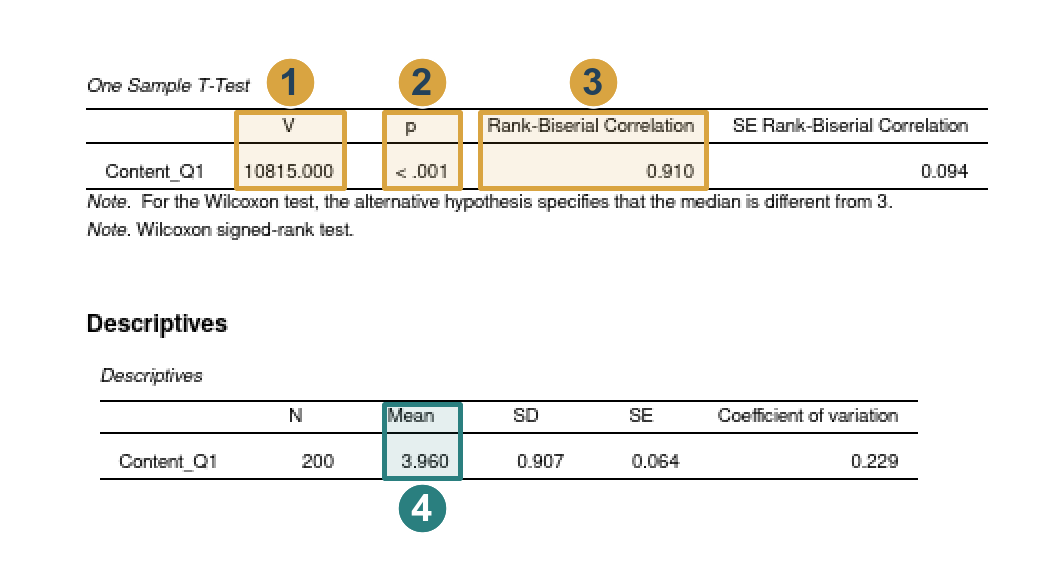 One Sample T-Test 1 2 3
V p Rank-Biserial Correlation SE Rank-Biserial Correlation
Content_Q1 10815.000 < .001 0.910 0.094
Note. For the Wilcoxon test, the alternative hypothesis specifies that the median is different from 3.
Note. Wilcoxon signed-rank test.
Descriptives
Descriptives
N Mean SD SE Coefficient of variation
Content_Q1 200 3.960 0.907 0.064 0.229
4